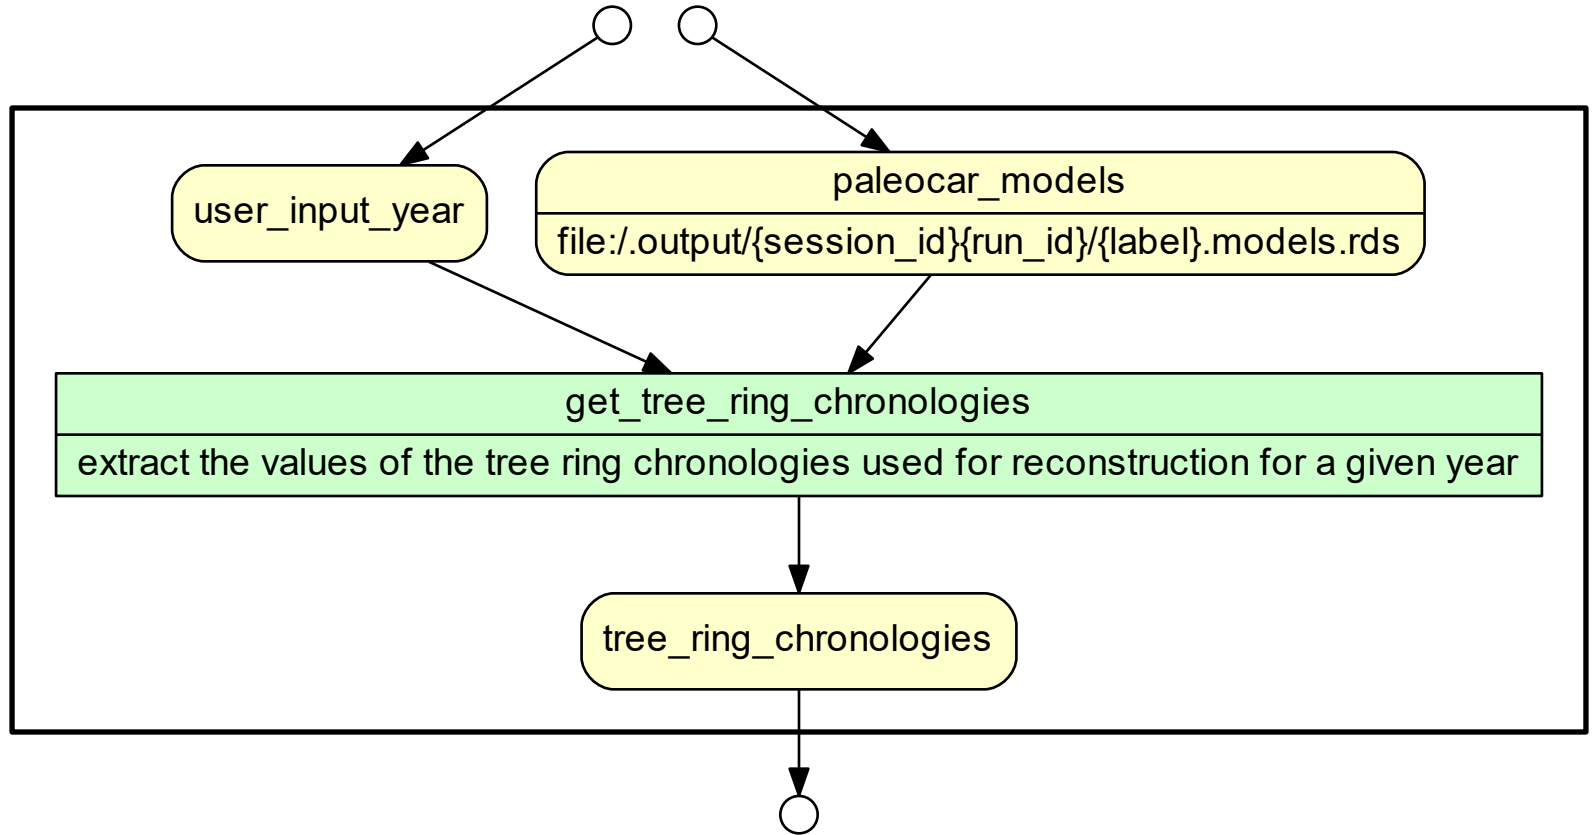 user_input_year
paleocar_models
file:/.output/{session_id}{run_id}/{label}.models.rds
get_tree_ring_chronologies
extract the values of the tree ring chronologies used for reconstruction for a given year
tree_ring_chronologies